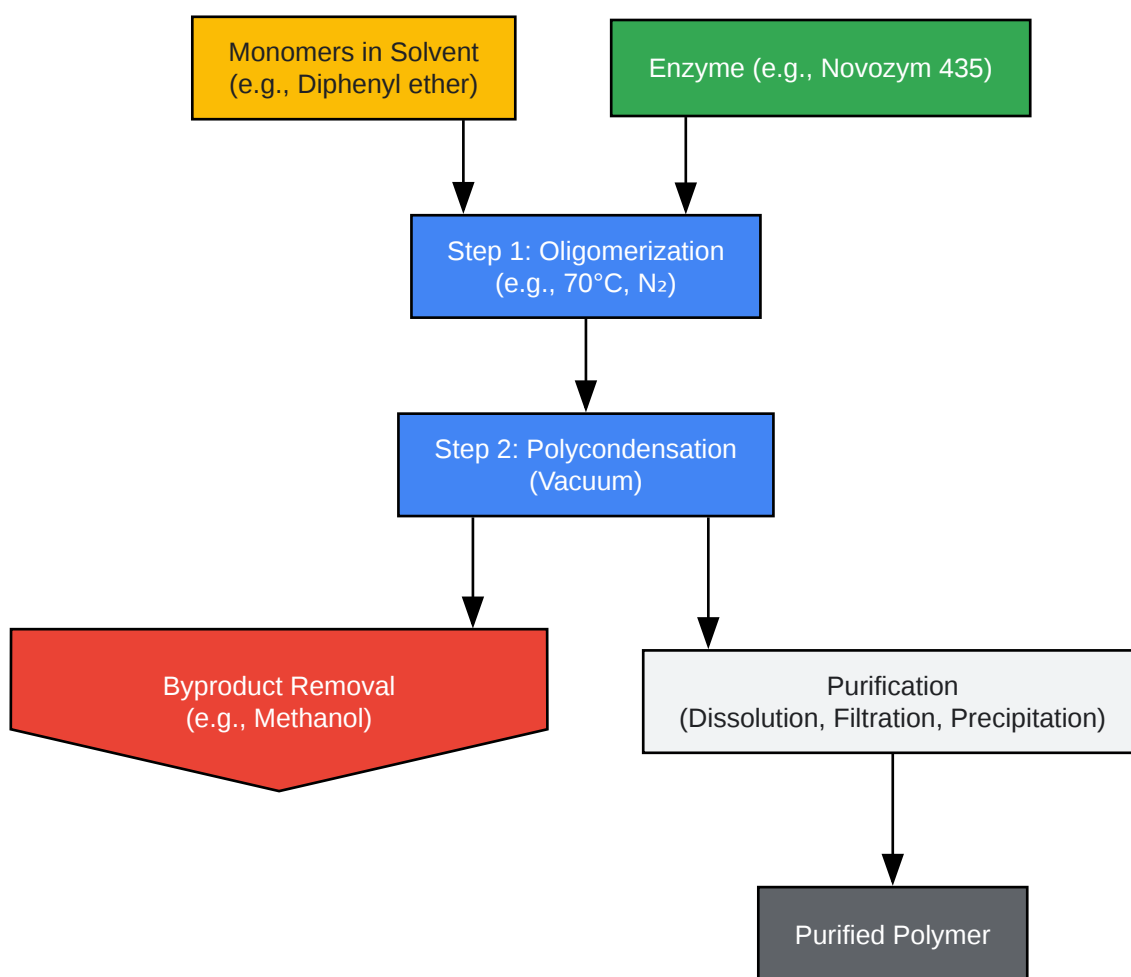 Monomers in Solvent
(e.g., Diphenyl ether)
Enzyme (e.g., Novozym 435)
Step 1: Oligomerization
(e.g., 70°C, N₂)
Step 2: Polycondensation
(Vacuum)
Byproduct Removal
(e.g., Methanol)
Purification
(Dissolution, Filtration, Precipitation)
Purified Polymer